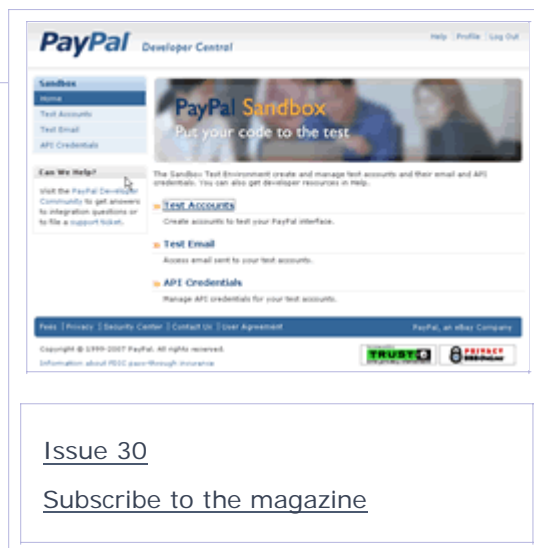 PayPal Developer Central
Help Profile Log Out
Sandbox
Home
Test Accounts
Test Email
API Credentials
PayPal Sandbox
Put your code to the test
Can We Help?
Visit the PayPal Developer
Community to get answers
to integration questions or
to file a support ticket.
The Sandbox Test Environment create and manage test accounts and their email and API
credentials. You can also get developer resources in Help.
Test Accounts
Create accounts to test your PayPal interface.
Test Email
Access email sent to your test accounts.
API Credentials
Manage API credentials for your test accounts.
Fees | Privacy | Security Center | Contact Us | User Agreement
PayPal, an eBay Company
Copyright © 1999-2007 PayPal. All rights reserved.
Information about FDIC pass-through insurance
TRUSTe
PRIVACY
Issue 30
Subscribe to the magazine